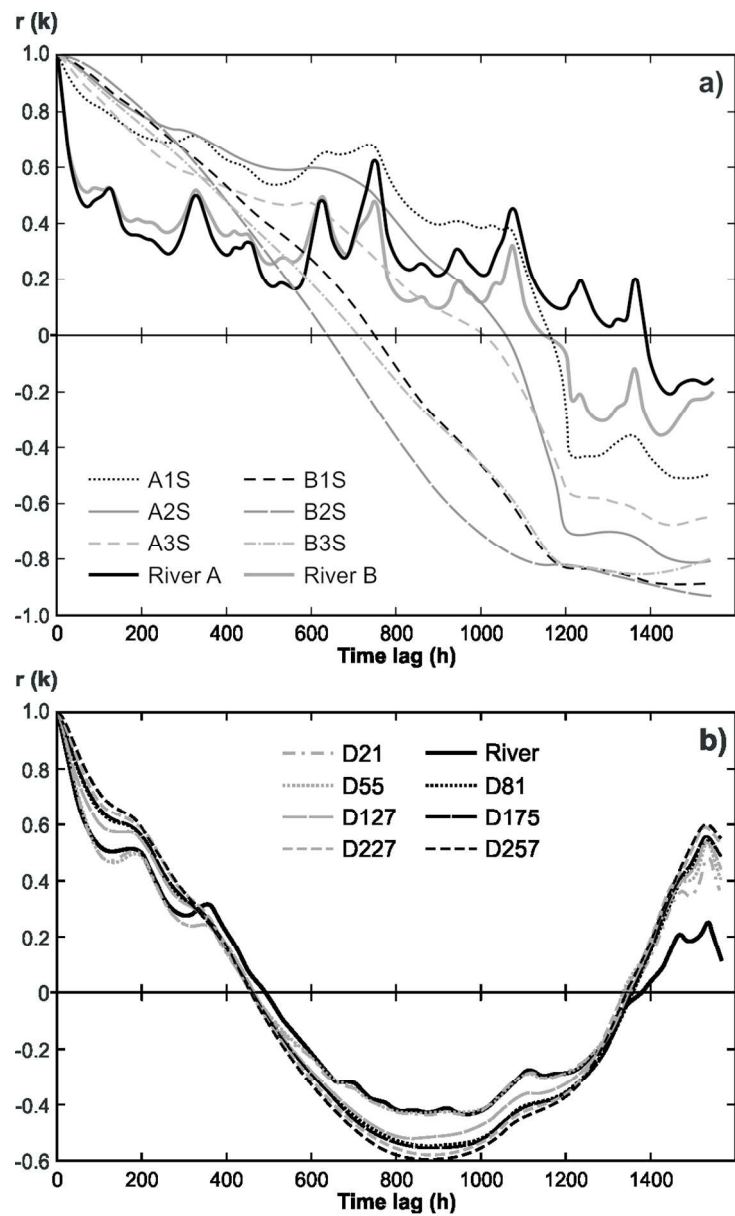 r (k)
a)
1.0
0.8
0.6
0.4
0.2
0
-0.2
-0.4
-0.6
-0.8
-1.0
A1S B1S
A2S B2S
A3S B3S
River A River B
0 200 400 600 800 1000 1200 1400
Time lag (h)
r (k)
b)
1.0
0.8
0.6
0.4
0.2
0
-0.2
-0.4
-0.6
D21 River
D55 D81
D127 D175
D227 D257
0 200 400 600 800 1000 1200 1400
Time lag (h)